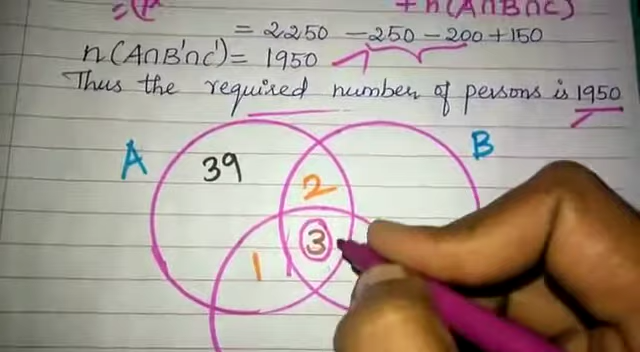 + n(A∩B∩C)
= 2250 - 250 - 200 + 150
n(A∩B'∩C') = 1950
Thus the required number of persons is 1950
A
B
39
2
3
1